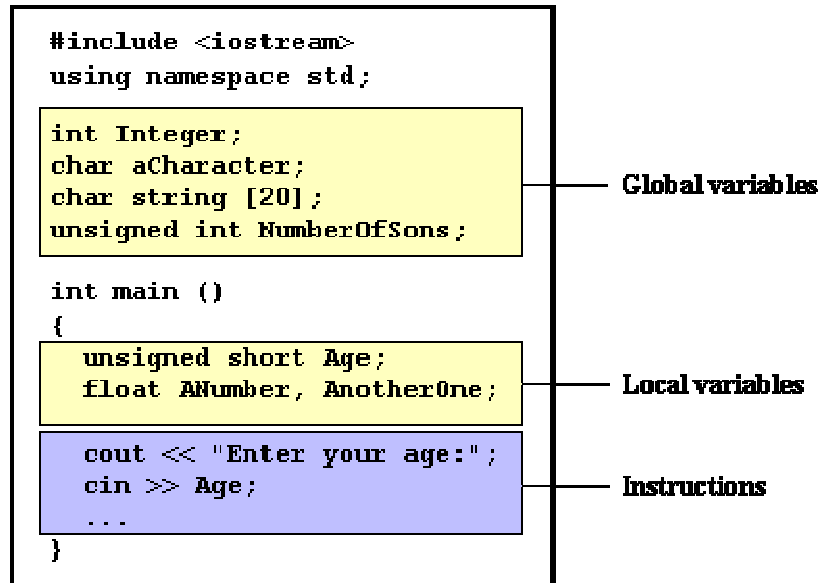 #include <iostream>
using namespace std;
int Integer;
char aCharacter;
char string [20];
unsigned int NumberOfSons;
Global variables
int main ()
{
unsigned short Age;
float ANumber, AnotherOne;
Local variables
cout << "Enter your age:";
cin >> Age;
...
Instructions
}